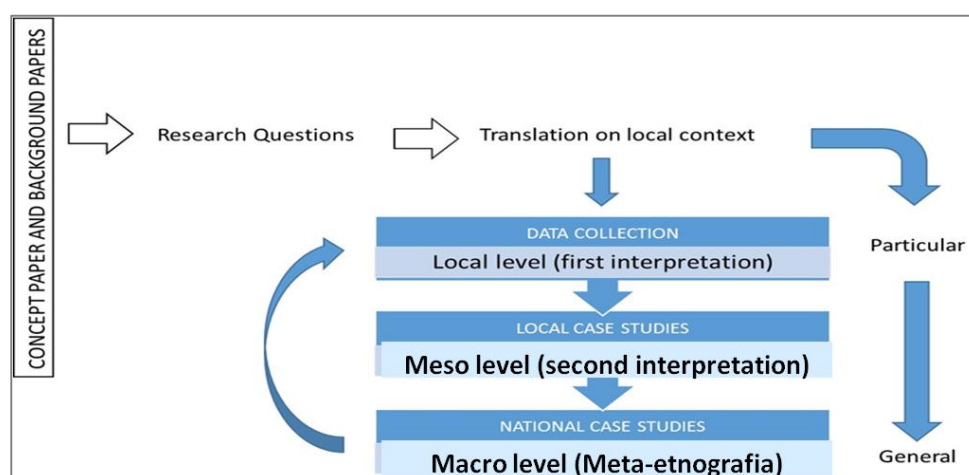 CONCEPT PAPER AND BACKGROUND PAPERS
Research Questions
Translation on local context
DATA COLLECTION
Local level (first interpretation)
Particular
LOCAL CASE STUDIES
Meso level (second interpretation)
NATIONAL CASE STUDIES
Macro level (Meta-etnografia)
General